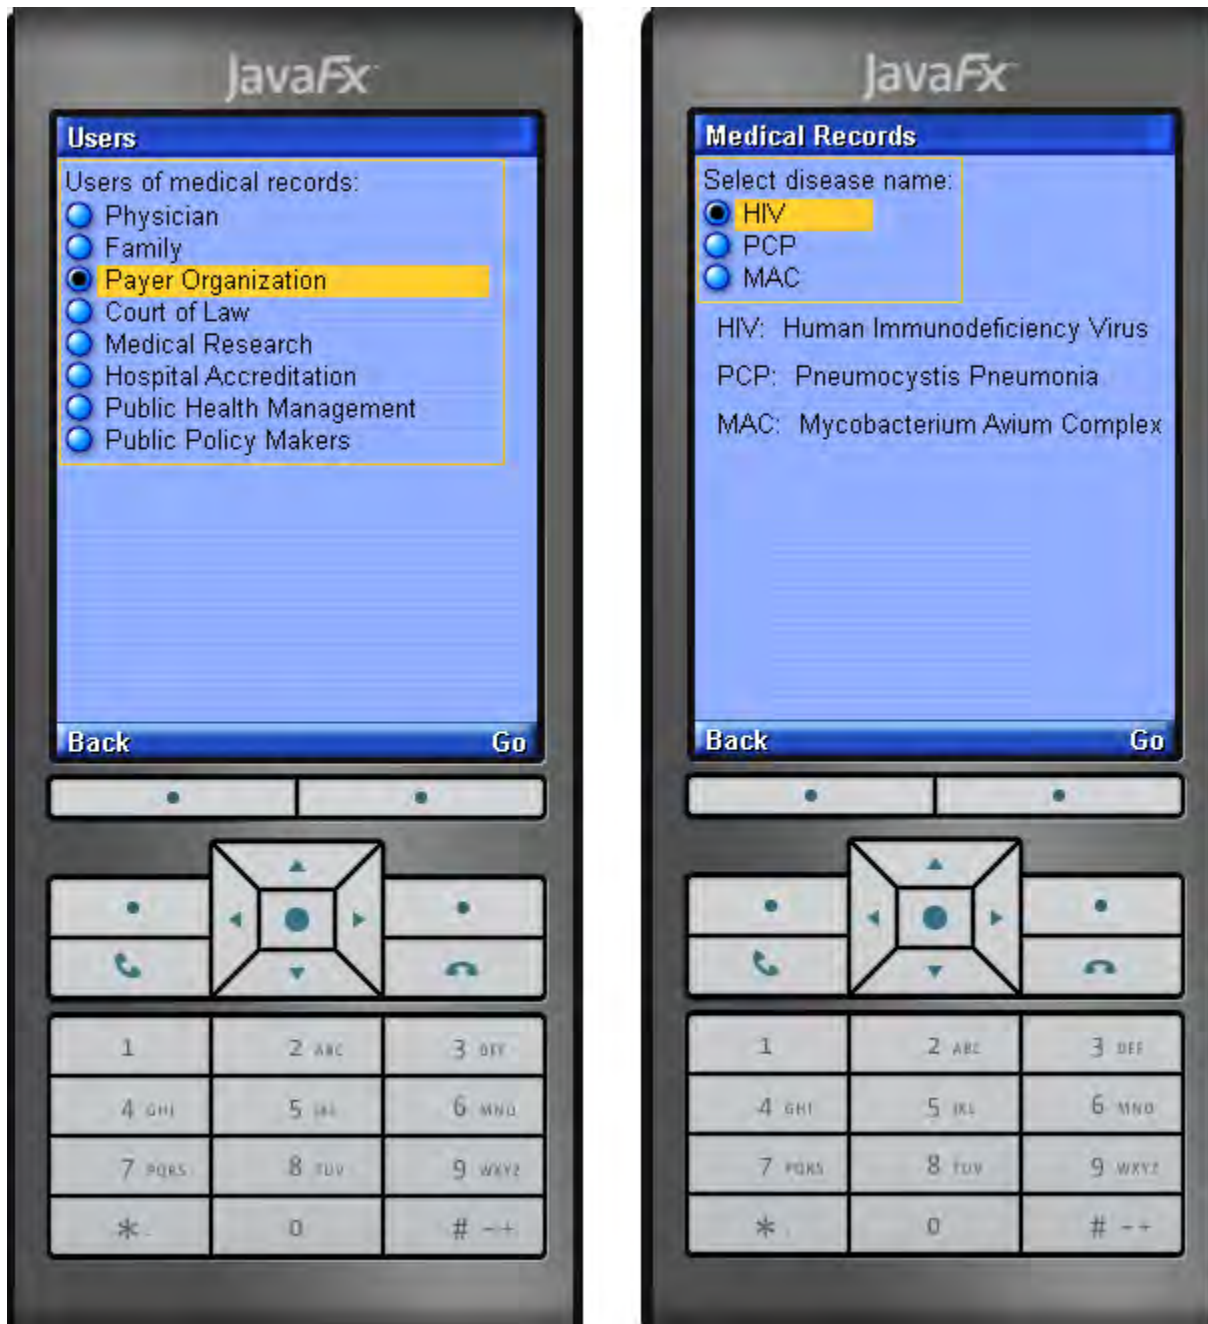 JavaFx
Users
Users of medical records:
Physician
Family
Payer Organization
Court of Law
Medical Research
Hospital Accreditation
Public Health Management
Public Policy Makers
Back Go
1 2 ABC 3 DEF
4 GHI 5 JKL 6 MNO
7 PQRS 8 TUV 9 WXYZ
* 0 # -+
JavaFx
Medical Records
Select disease name:
HIV
PCP
MAC
HIV: Human Immunodeficiency Virus
PCP: Pneumocystis Pneumonia
MAC: Mycobacterium Avium Complex
Back Go
1 2 ABC 3 DEF
4 GHI 5 JKL 6 MNO
7 PQRS 8 TUV 9 WXYZ
* 0 # -+